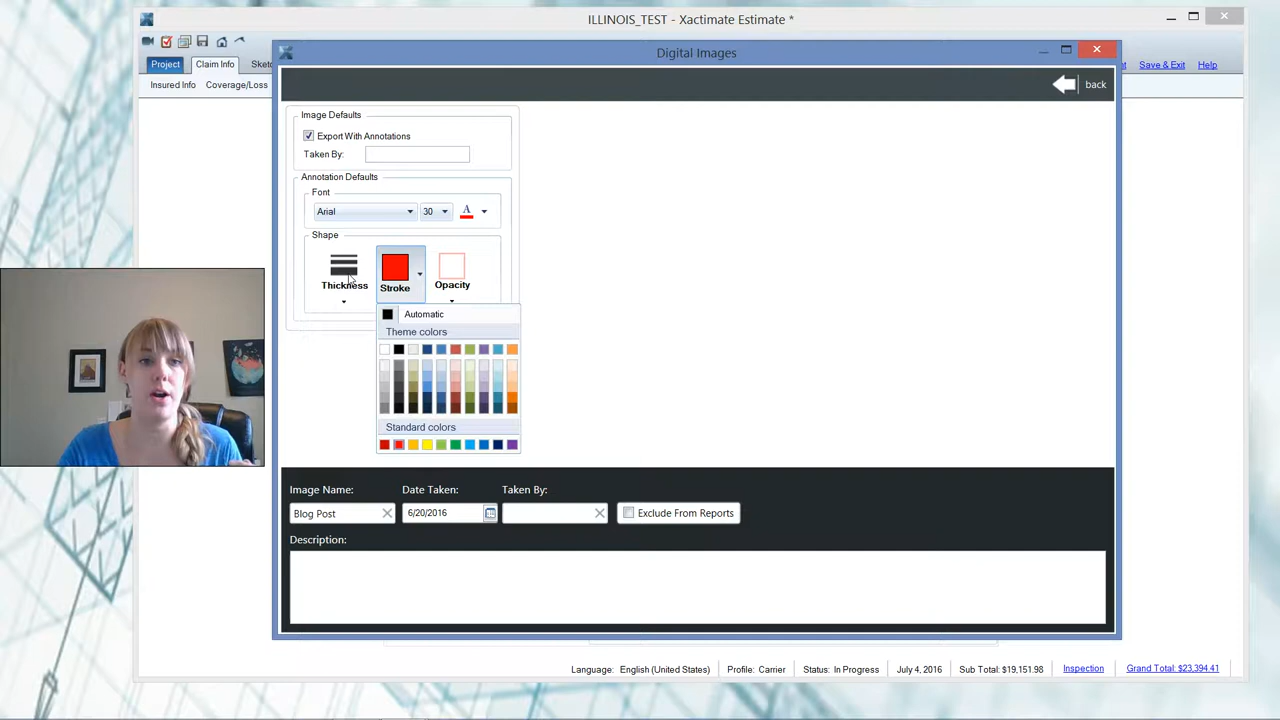 ILLINOIS_TEST - Xactimate Estimate *
Digital Images
Project
Claim Info
Sket
Save & Exit
Help
Insured Info
Coverage/Loss
back
Image Defaults
Export With Annotations
Taken By:
Annotation Defaults
Font
Arial
30
A
Shape
Thickness
Stroke
Opacity
Automatic
Theme colors
Standard colors
Image Name:
Date Taken:
Taken By:
Blog Post
6/20/2016
Exclude From Reports
Description:
Language: English (United States)
Profile: Carrier
Status: In Progress
July 4, 2016
Sub Total: $19,151.98
Inspection
Grand Total: $23,394.41